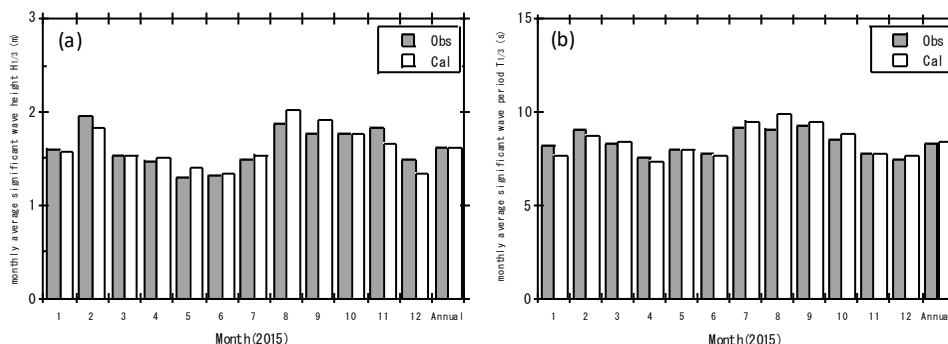 (a)
Obs
Cal
monthly average significant wave height H1/3 (m)
3
2
1
0
1 2 3 4 5 6 7 8 9 10 11 12 Annual
Month(2015)
(b)
Obs
Cal
monthly average significant wave period T1/3 (s)
15
10
5
0
1 2 3 4 5 6 7 8 9 10 11 12 Annual
Month(2015)